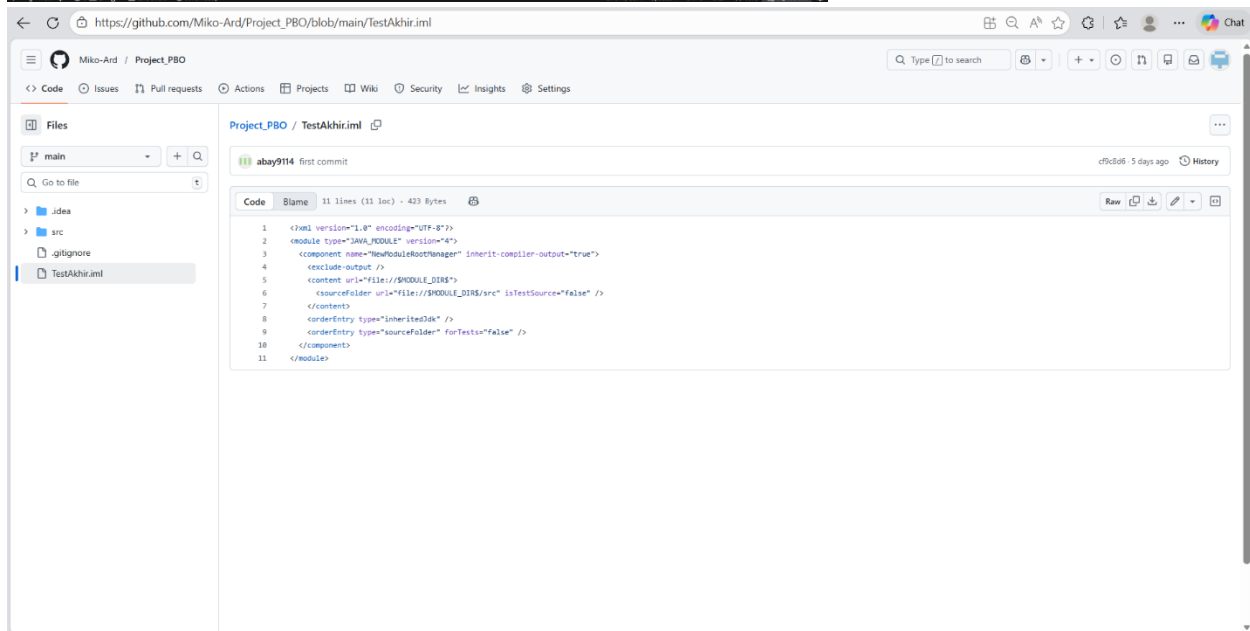 https://github.com/Miko-Ard/Project_PBO/blob/main/TestAkhir.iml
Chat
Miko-Ard / Project_PBO
Type / to search
Code Issues Pull requests Actions Projects Wiki Security Insights Settings
Files
Project_PBO / TestAkhir.iml
main
abay9114 first commit
cf9c8d6 · 5 days ago History
Go to file t
Code Blame 11 lines (11 loc) · 423 Bytes
Raw
.idea
src
.gitignore
TestAkhir.iml
1 <?xml version="1.0" encoding="UTF-8"?>
2 <module type="JAVA_MODULE" version="4">
3 <component name="NewModuleRootManager" inherit-compiler-output="true">
4 <exclude-output />
5 <content url="file://$MODULE_DIR$">
6 <sourceFolder url="file://$MODULE_DIR$/src" isTestSource="false" />
7 </content>
8 <orderEntry type="inheritedJdk" />
9 <orderEntry type="sourceFolder" forTests="false" />
10 </component>
11 </module>